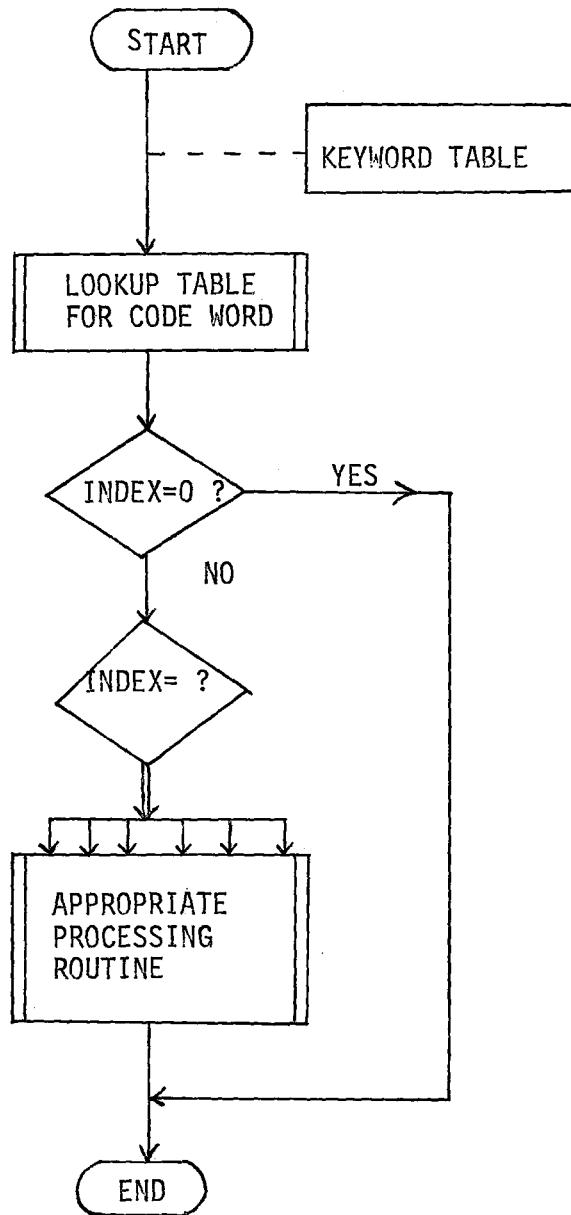 START
KEYWORD TABLE
LOOKUP TABLE
FOR CODE WORD
INDEX=0 ?
YES
NO
INDEX= ?
APPROPRIATE
PROCESSING
ROUTINE
END